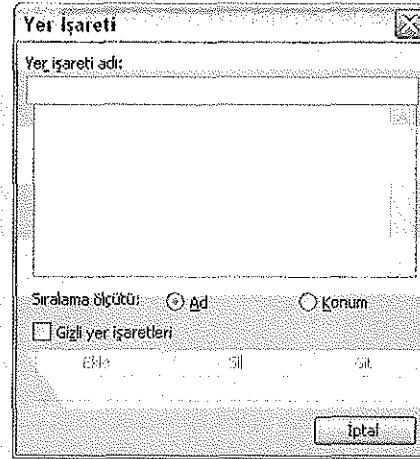 Yer İşareti
Yer işareti adı:
Sıralama ölçütü: Ad Konum
Gizli yer işaretleri
Ekle Sil Git
İptal